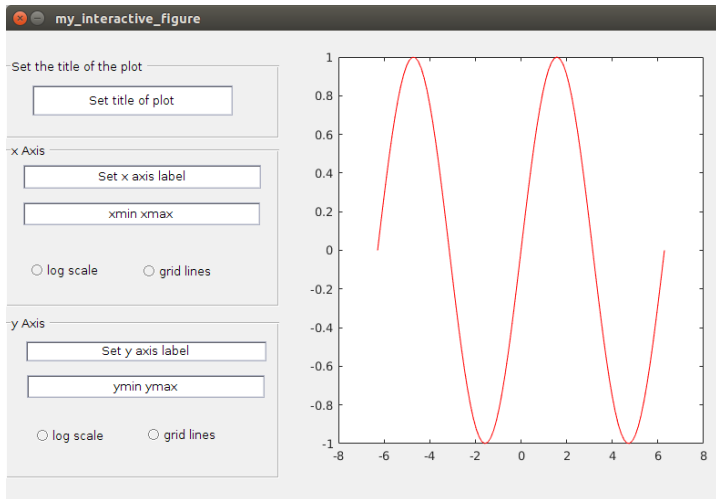 my_interactive_figure
Set the title of the plot
Set title of plot
x Axis
Set x axis label
xmin xmax
log scale grid lines
y Axis
Set y axis label
ymin ymax
log scale grid lines
1
0.8
0.6
0.4
0.2
0
-0.2
-0.4
-0.6
-0.8
-1
-8 -6 -4 -2 0 2 4 6 8